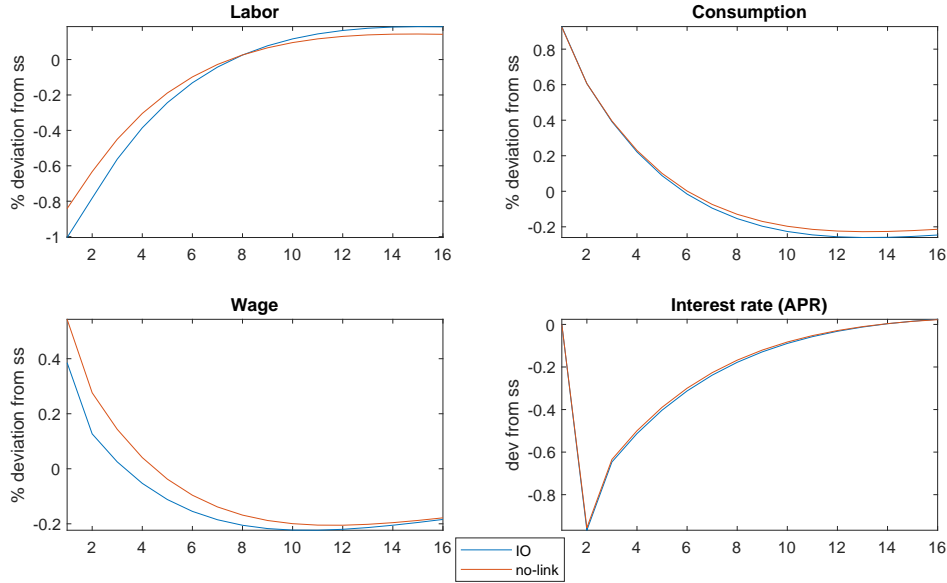 Labor
% deviation from ss
0
-0.2
-0.4
-0.6
-0.8
-1
2 4 6 8 10 12 14 16
Consumption
% deviation from ss
0.8
0.6
0.4
0.2
0
-0.2
2 4 6 8 10 12 14 16
Wage
% deviation from ss
0.4
0.2
0
-0.2
2 4 6 8 10 12 14 16
Interest rate (APR)
dev from ss
0
-0.2
-0.4
-0.6
-0.8
2 4 6 8 10 12 14 16
IO
no-link